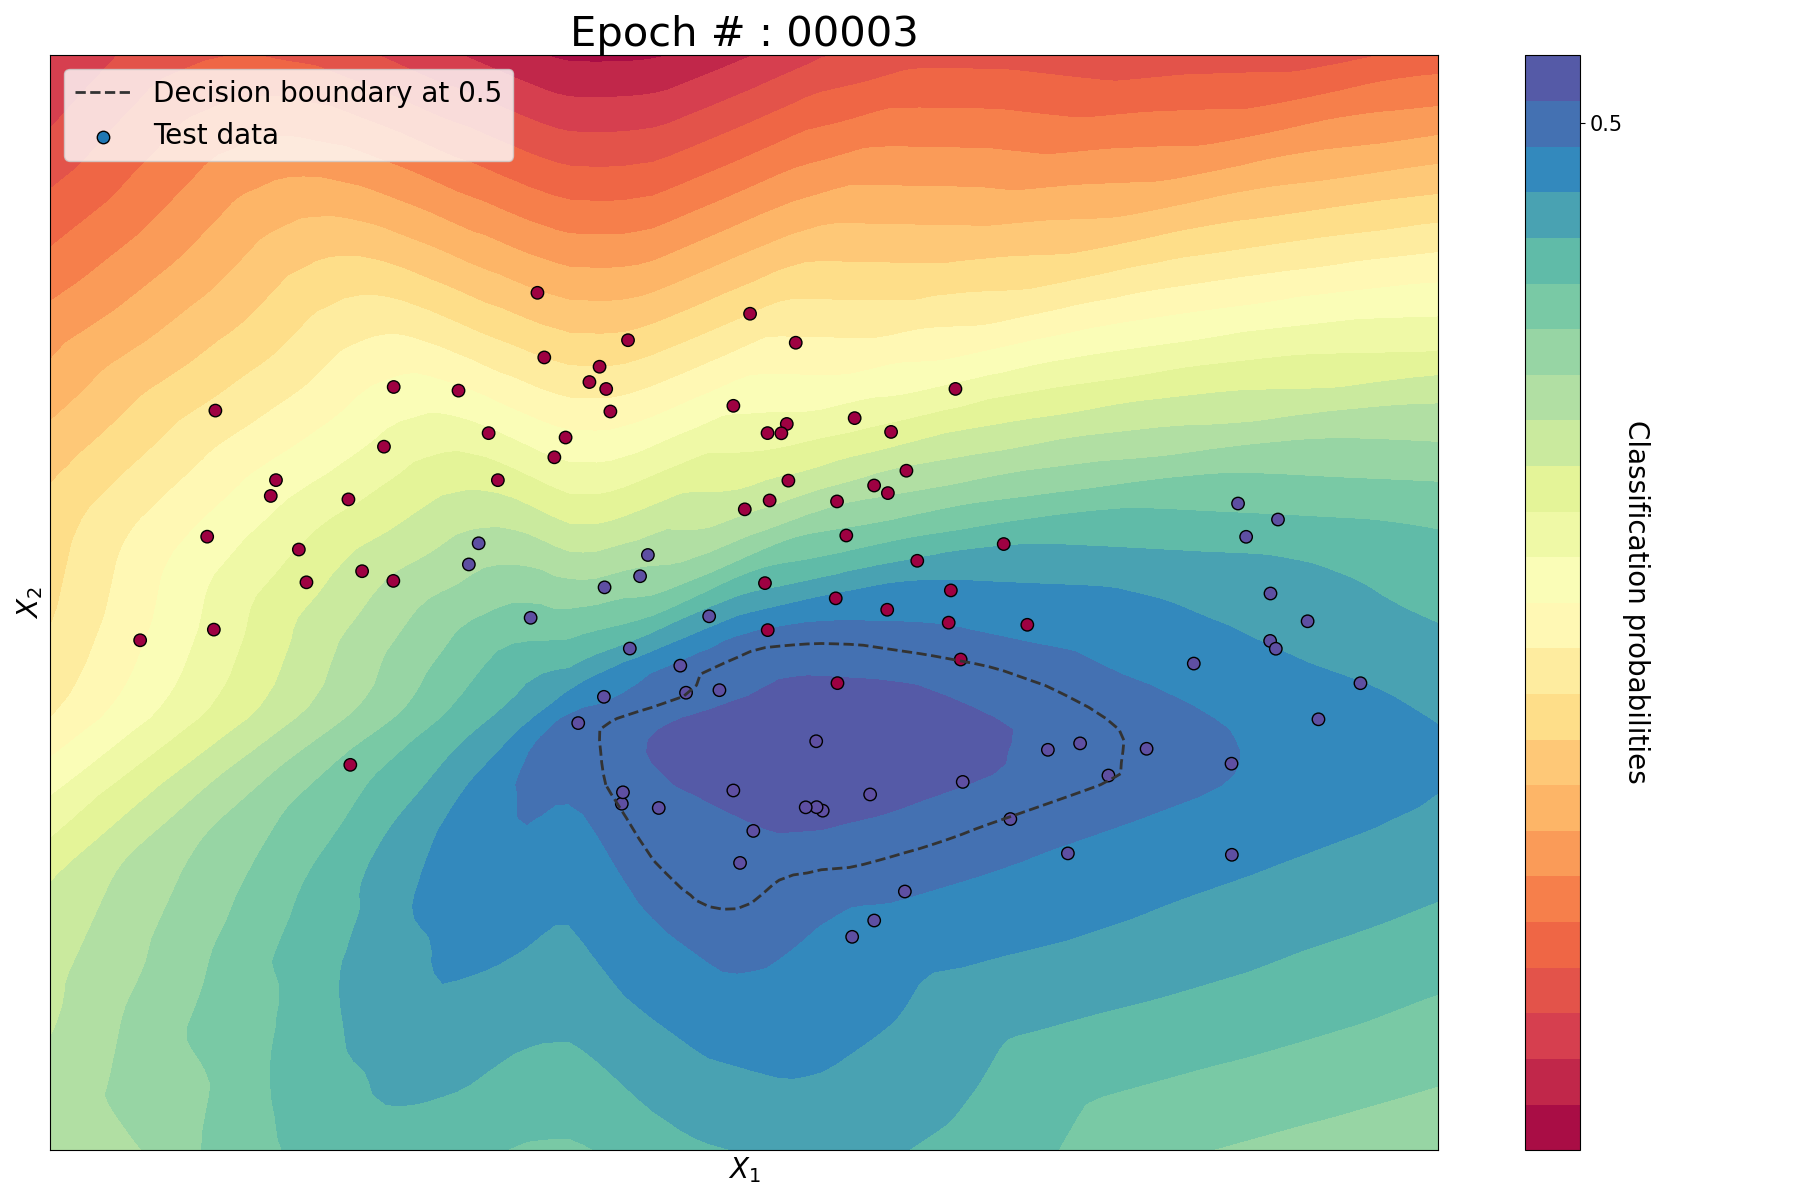 Epoch # : 00003
Decision boundary at 0.5
Test data
0.5
Classification probabilities
X₂
X₁